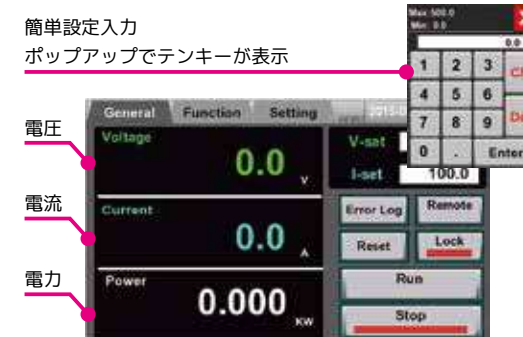 簡単設定入力
ポップアップでテンキーが表示
Max: 500.0
Min: 0.0
0.0
1 2 3
4 5 6
7 8 9
0 . Enter
General Function Setting
電圧
Voltage
0.0 V
V-set
I-set 100.0
電流
Current
0.0 A
Error Log Remote
Reset Lock
電力
Power
0.000 KW
Run
Stop